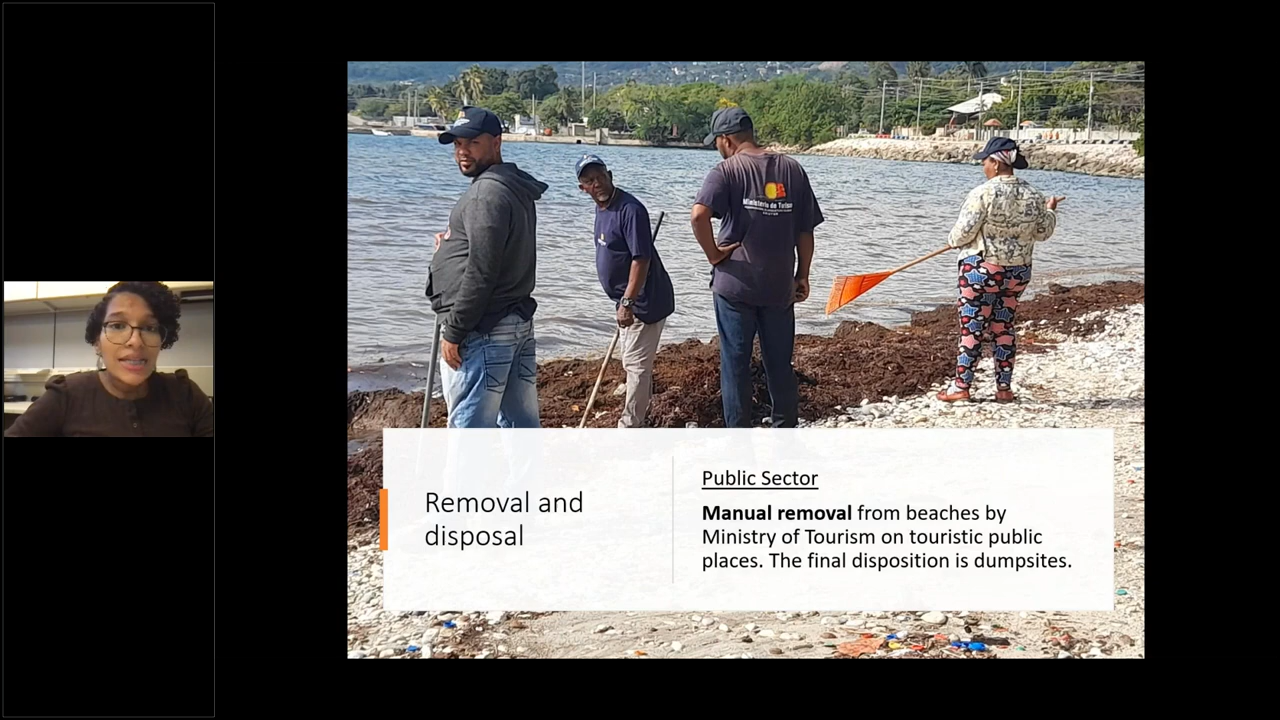 Ministerio de Turismo
Removal and
disposal
Public Sector
Manual removal from beaches by
Ministry of Tourism on touristic public
places. The final disposition is dumpsites.